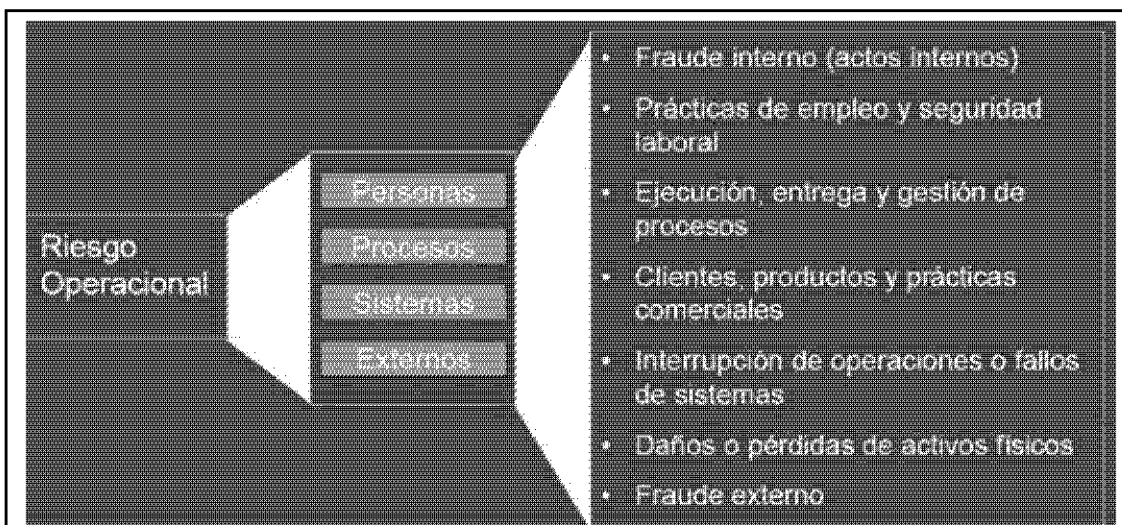 Riesgo
Operacional
Personas
Procesos
Sistemas
Externos
• Fraude interno (actos internos)
• Prácticas de empleo y seguridad
laboral
• Ejecución, entrega y gestión de
procesos
• Clientes, productos y prácticas
comerciales
• Interrupción de operaciones o fallos
de sistemas
• Daños o pérdidas de activos físicos
• Fraude externo